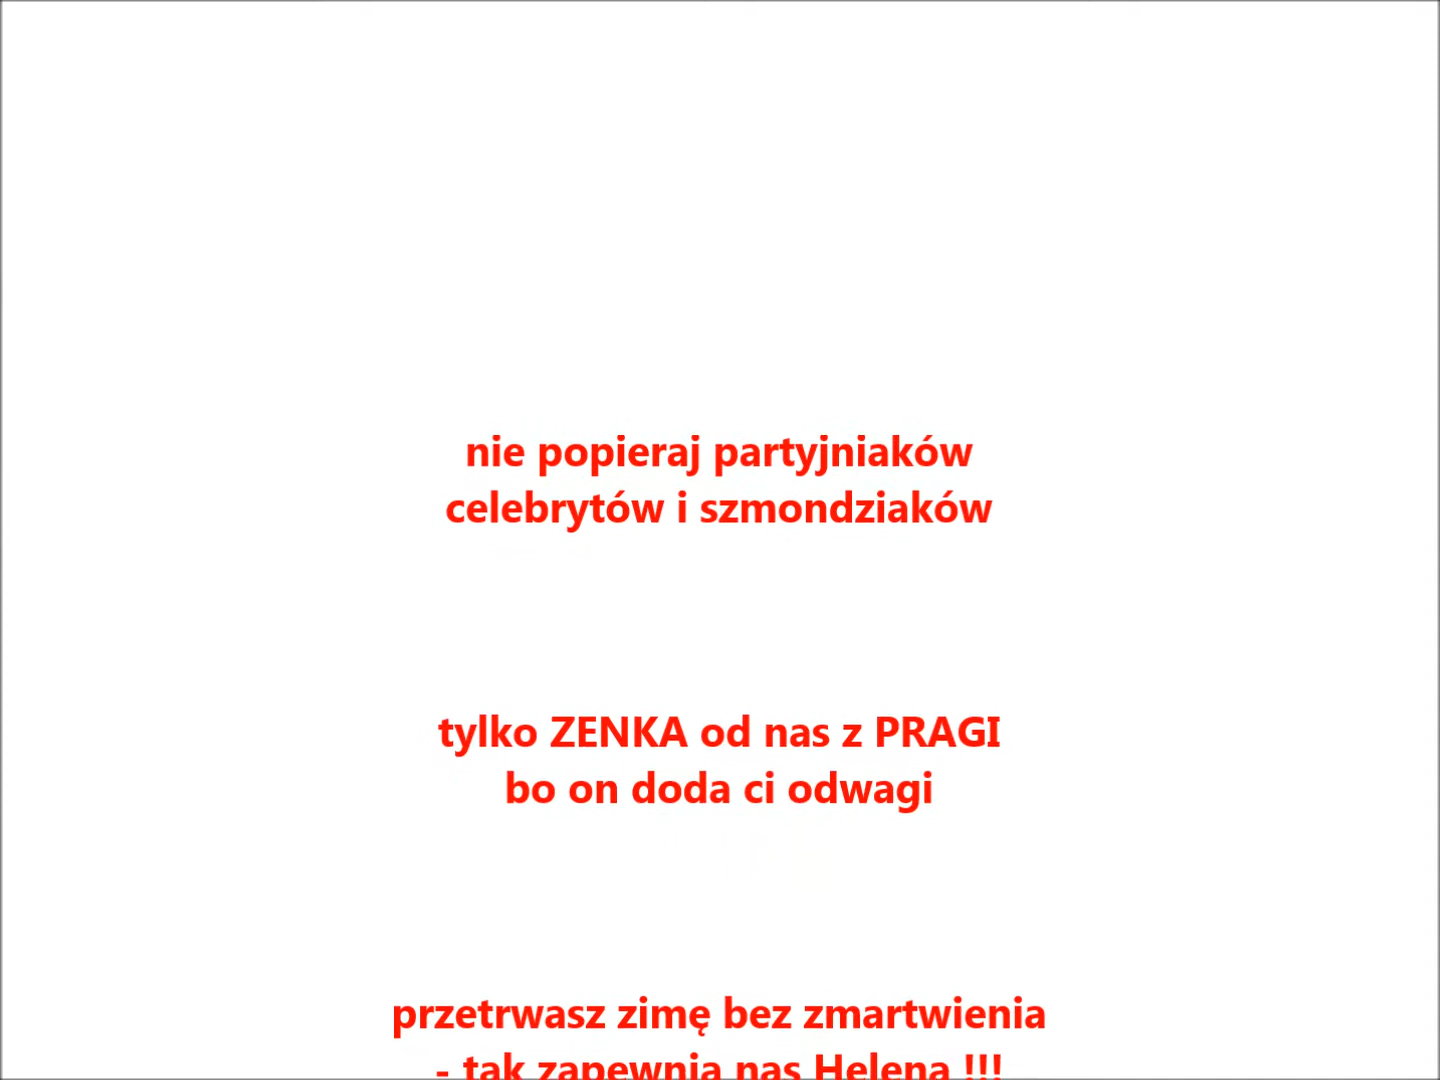 nie popieraj partyjniaków
celebrytów i szmondziaków
tylko ZENKA od nas z PRAGI
bo on doda ci odwagi
przetrwasz zimę bez zmartwienia
- tak zapewnia nas Helena !!!